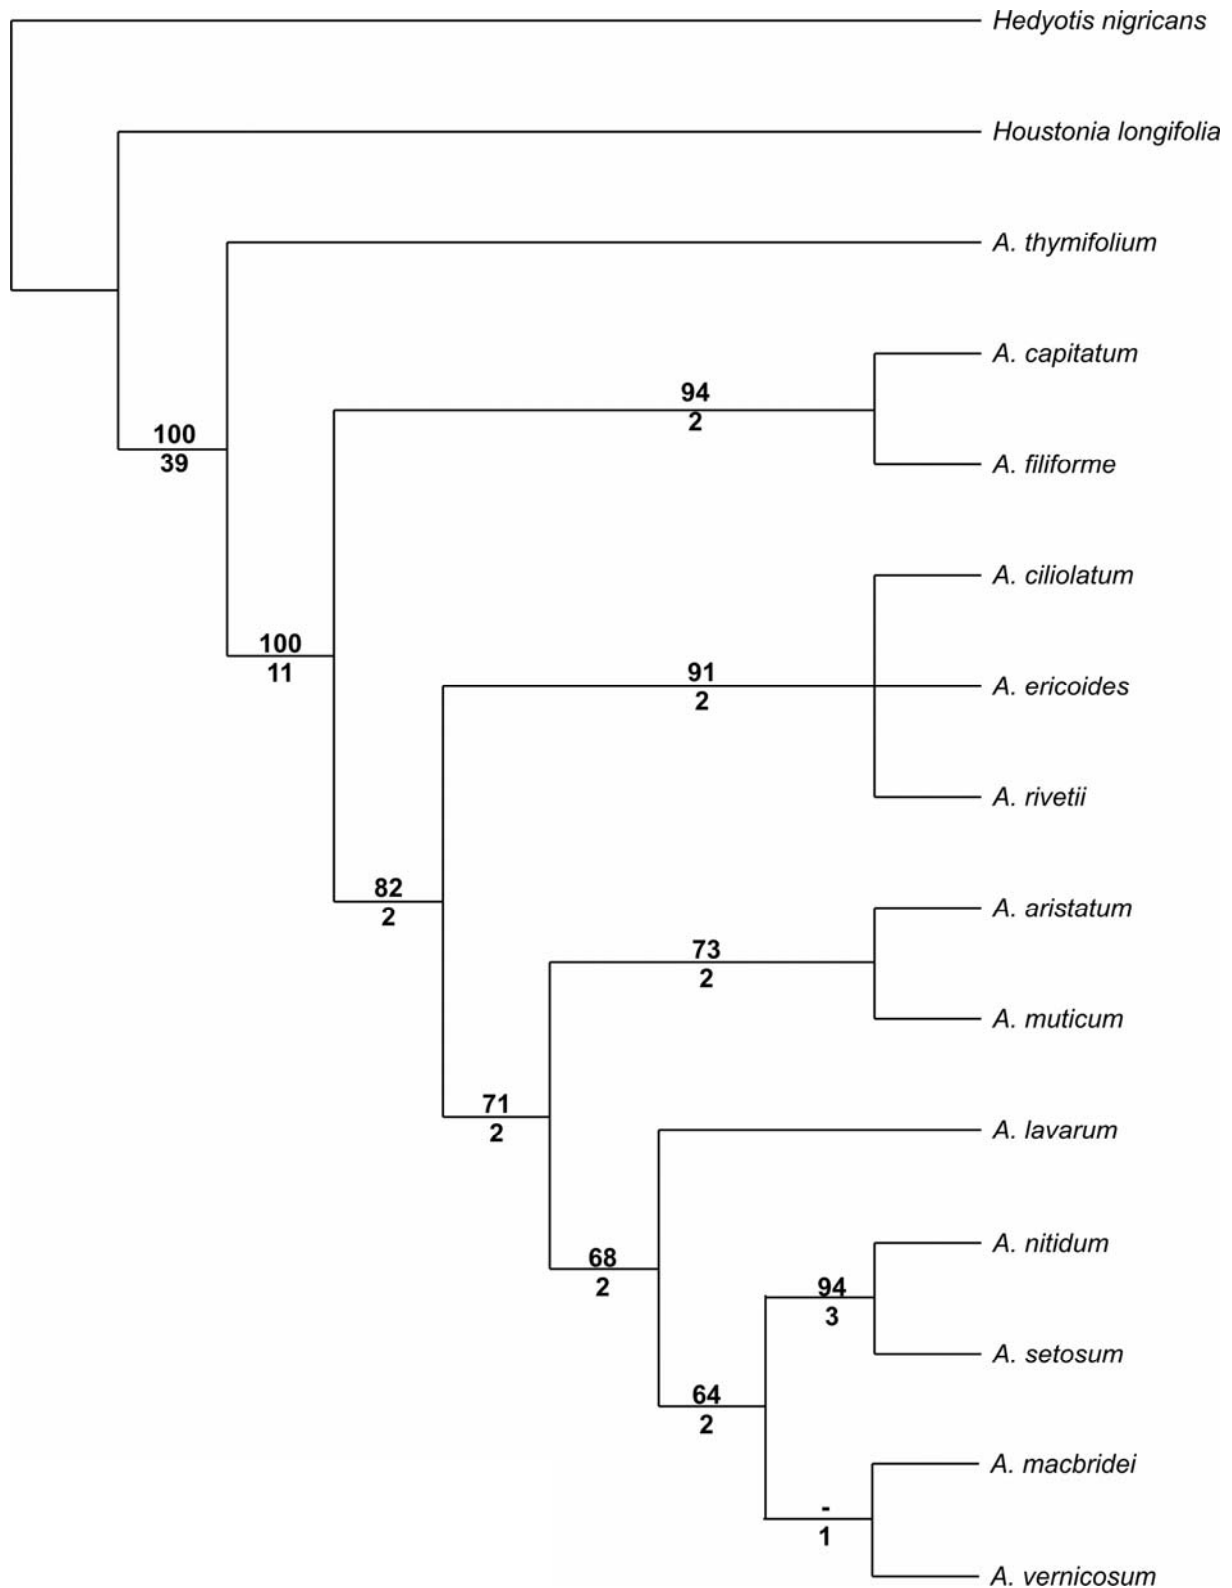 Hedyotis nigricans
Houstonia longifolia
A. thymifolium
A. capitatum
94
2
100
39
A. filiforme
A. ciliolatum
100
11
91
2
A. ericoides
A. rivetii
82
2
A. aristatum
73
2
A. muticum
71
2
A. lavarum
A. nitidum
68
2
94
3
A. setosum
64
2
A. macbridei
-
1
A. vernicosum